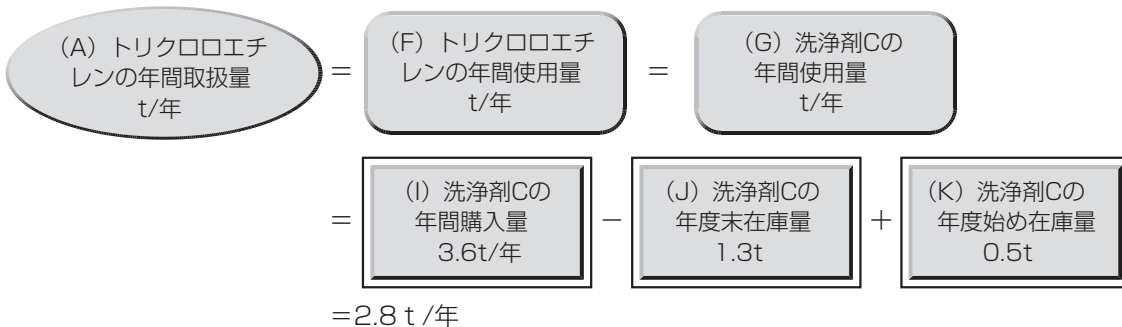 (A) トリクロロエチ
レンの年間取扱量
t/年
=
(F) トリクロロエチ
レンの年間使用量
t/年
=
(G) 洗浄剤Cの
年間使用量
t/年
=
(I) 洗浄剤Cの
年間購入量
3.6t/年
−
(J) 洗浄剤Cの
年度末在庫量
1.3t
+
(K) 洗浄剤Cの
年度始め在庫量
0.5t
=2.8 t /年